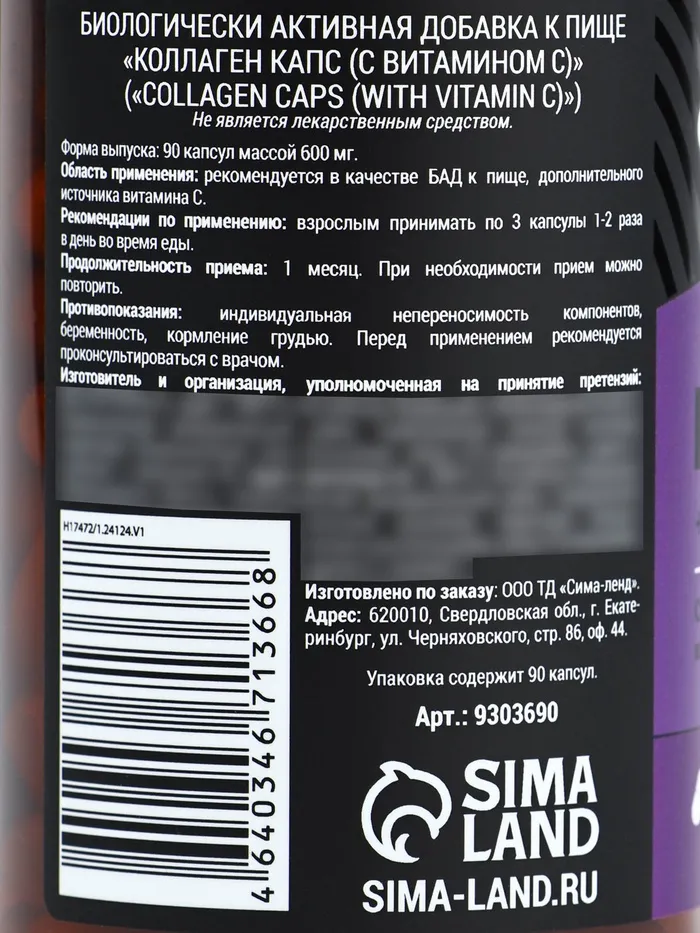 БИОЛОГИЧЕСКИ АКТИВНАЯ ДОБАВКА К ПИЩЕ
«КОЛЛАГЕН КАПС (С ВИТАМИНОМ С)»
(«COLLAGEN CAPS (WITH VITAMIN C)»)
Не является лекарственным средством.
Форма выпуска: 90 капсул массой 600 мг.
Область применения: рекомендуется в качестве БАД к пище, дополнительного
источника витамина С.
Рекомендации по применению: взрослым принимать по 3 капсулы 1-2 раза
в день во время еды.
Продолжительность приема: 1 месяц. При необходимости прием можно
повторить.
Противопоказания: индивидуальная непереносимость компонентов,
беременность, кормление грудью. Перед применением рекомендуется
проконсультироваться с врачом.
Изготовитель и организация, уполномоченная на принятие претензий:
H17472/1.24124.V1
4 640346 713668
Изготовлено по заказу: ООО ТД «Сима-ленд».
Адрес: 620010, Свердловская обл., г. Екате-
ринбург, ул. Черняховского, стр. 86, оф. 44.
Упаковка содержит 90 капсул.
Арт.: 9303690
SIMA
LAND
SIMA-LAND.RU